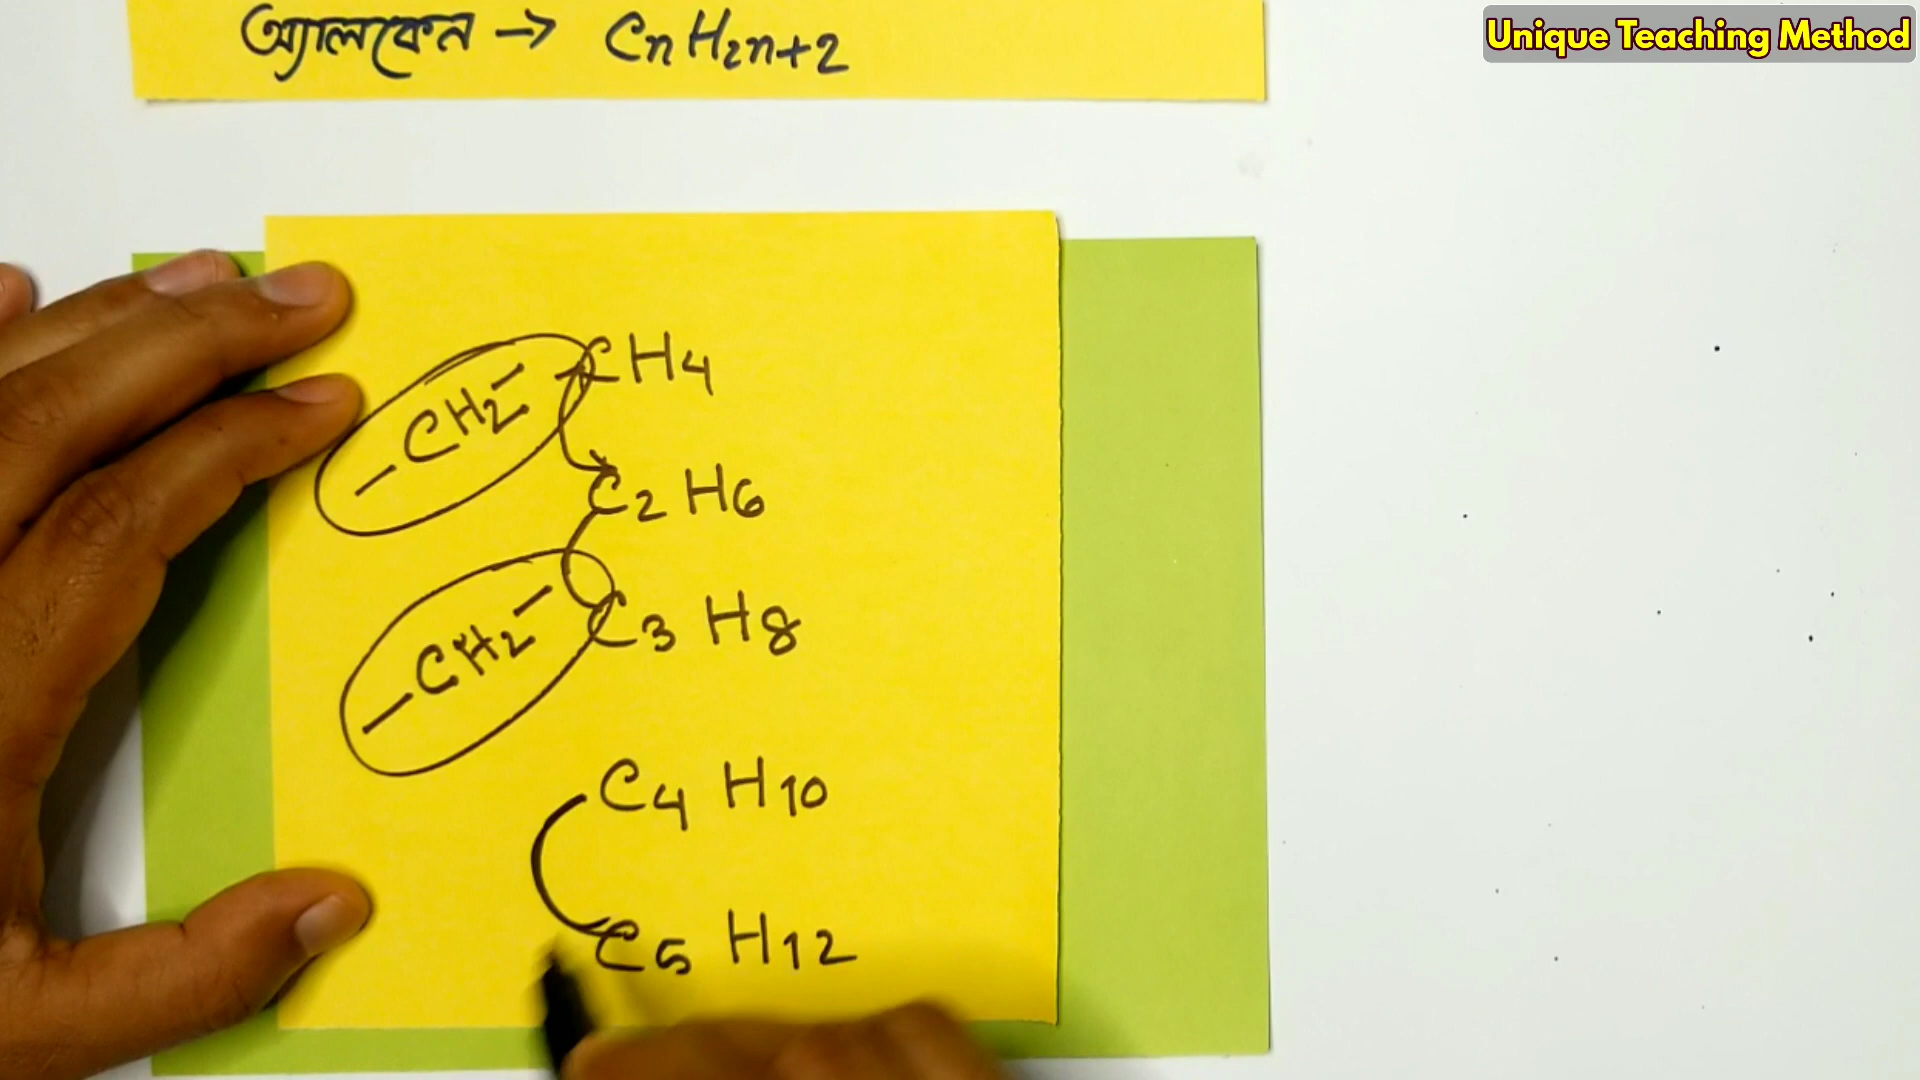 Unique Teaching Method
অ্যালকেন → CnH2n+2
CH4
-CH2-
C2H6
C3H8
-CH2-
C4H10
C5H12